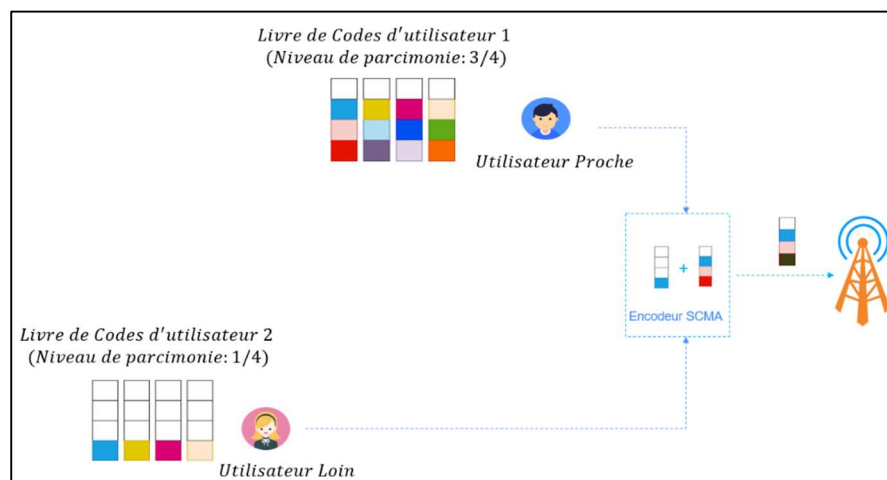 Livre de Codes d'utilisateur 1
(Niveau de parcimonie: 3/4)
Utilisateur Proche
+
Encodeur SCMA
Livre de Codes d'utilisateur 2
(Niveau de parcimonie: 1/4)
Utilisateur Loin